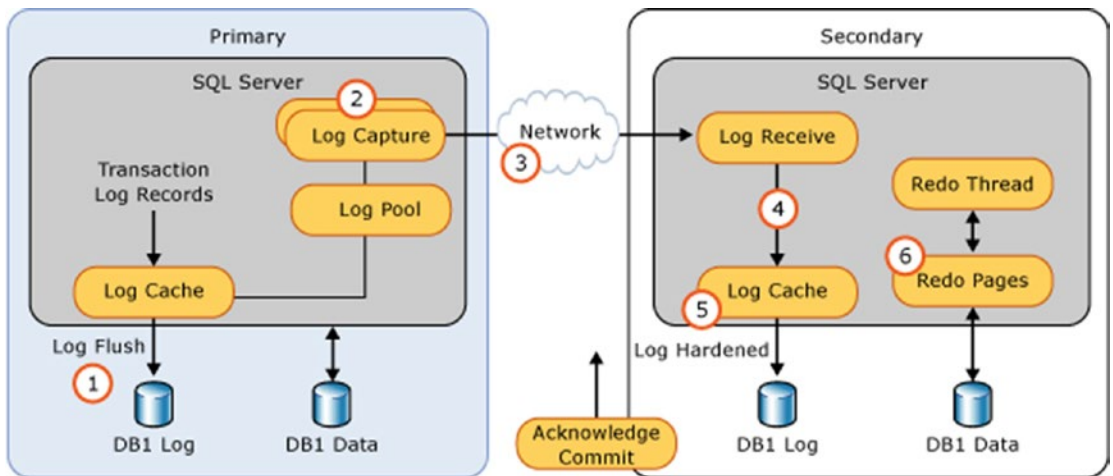 Primary
SQL Server
2
Log Capture
Transaction
Log Records
Log Pool
Log Cache
Log Flush
1
DB1 Log
DB1 Data
Network
3
Acknowledge
Commit
Secondary
SQL Server
Log Receive
4
Redo Thread
6
Redo Pages
Log Cache
5
Log Hardened
DB1 Log
DB1 Data